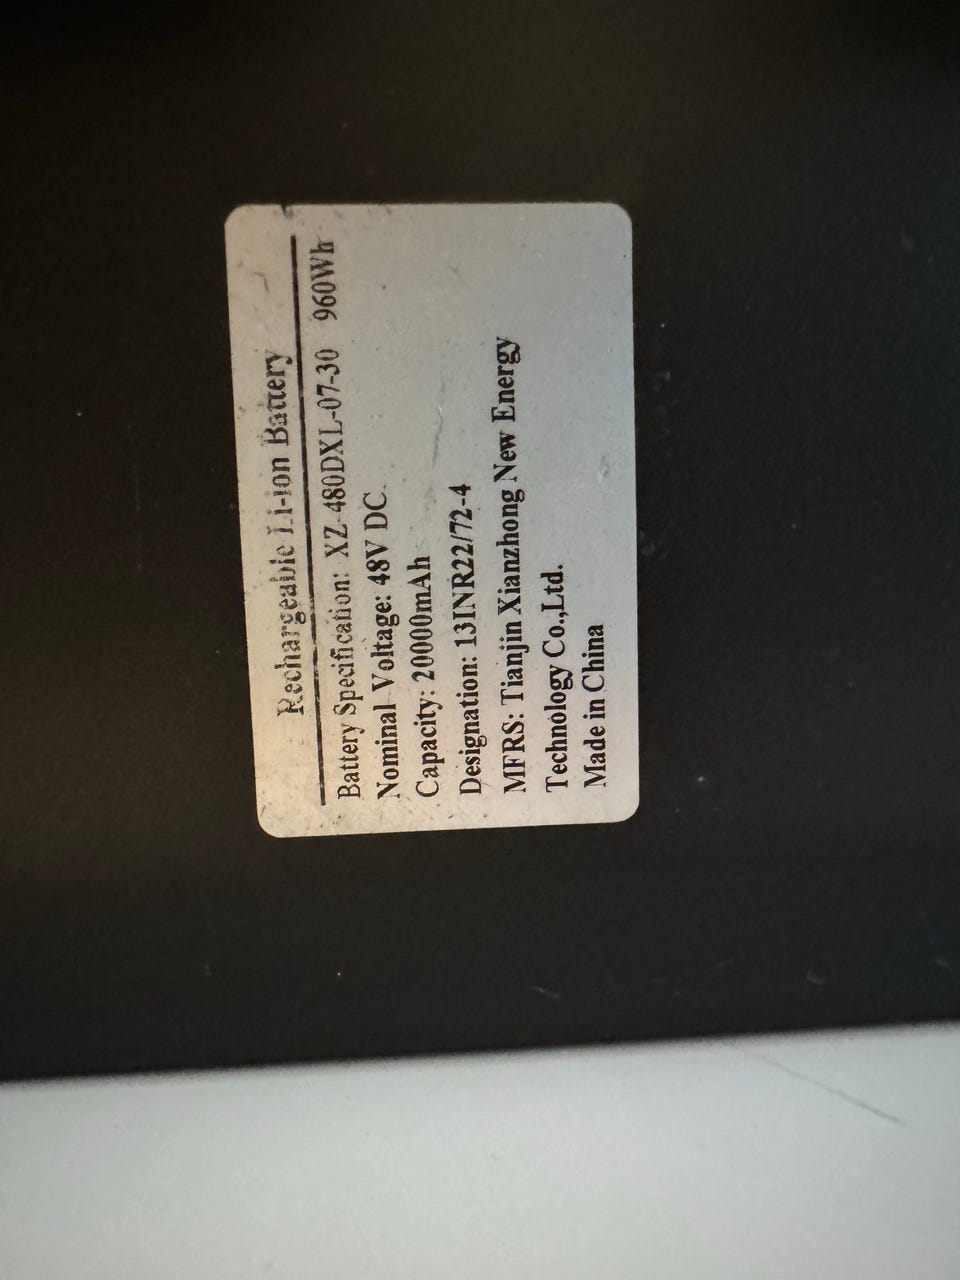 Rechargeable Li-ion Battery
Battery Specification: XZ-480DXL-07-30 960Wh
Nominal Voltage: 48V DC
Capacity: 20000mAh
Designation: 13INR22/72-4
MFRS: Tianjin Xianzhong New Energy
Technology Co.,Ltd.
Made in China